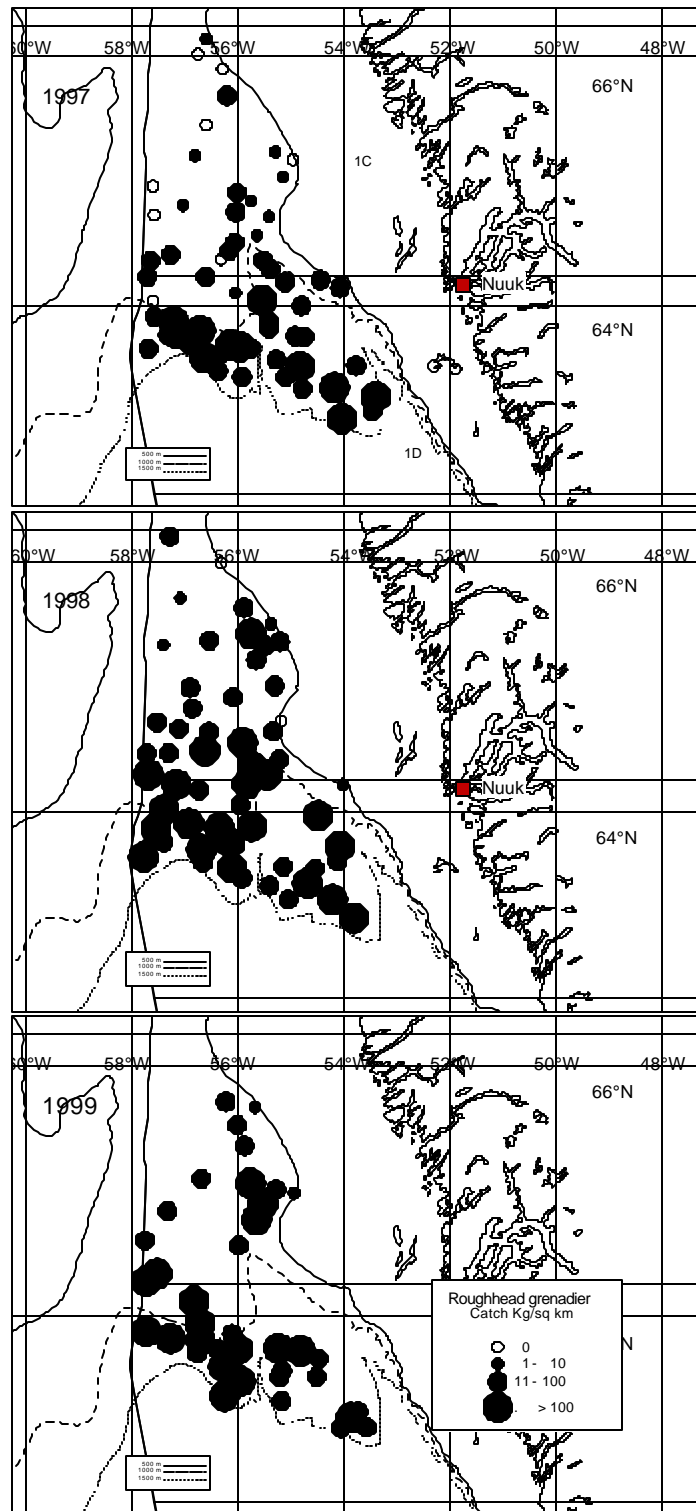 60°W 58°W 56°W 54°W 52°W 50°W 48°W
1997
66°N
1C
Nuuk
64°N
1D
500 m
1000 m
1500 m
60°W 58°W 56°W 54°W 52°W 50°W 48°W
1998
66°N
Nuuk
64°N
500 m
1000 m
1500 m
60°W 58°W 56°W 54°W 52°W 50°W 48°W
1999
66°N
Roughhead grenadier
Catch Kg/sq km
N
0
1 - 10
11 - 100
> 100
500 m
1000 m
1500 m